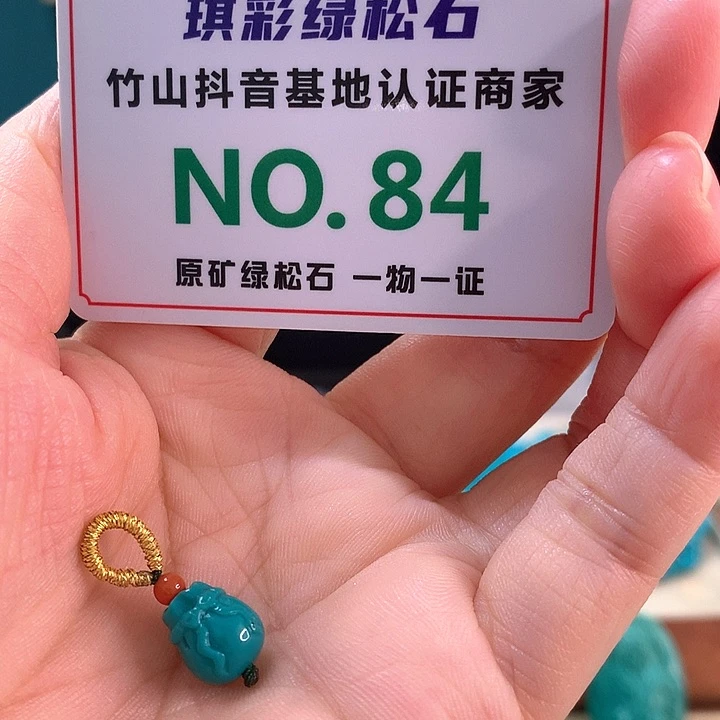 琪彩绿松石
竹山抖音基地认证商家
NO.84
原矿绿松石 一物一证